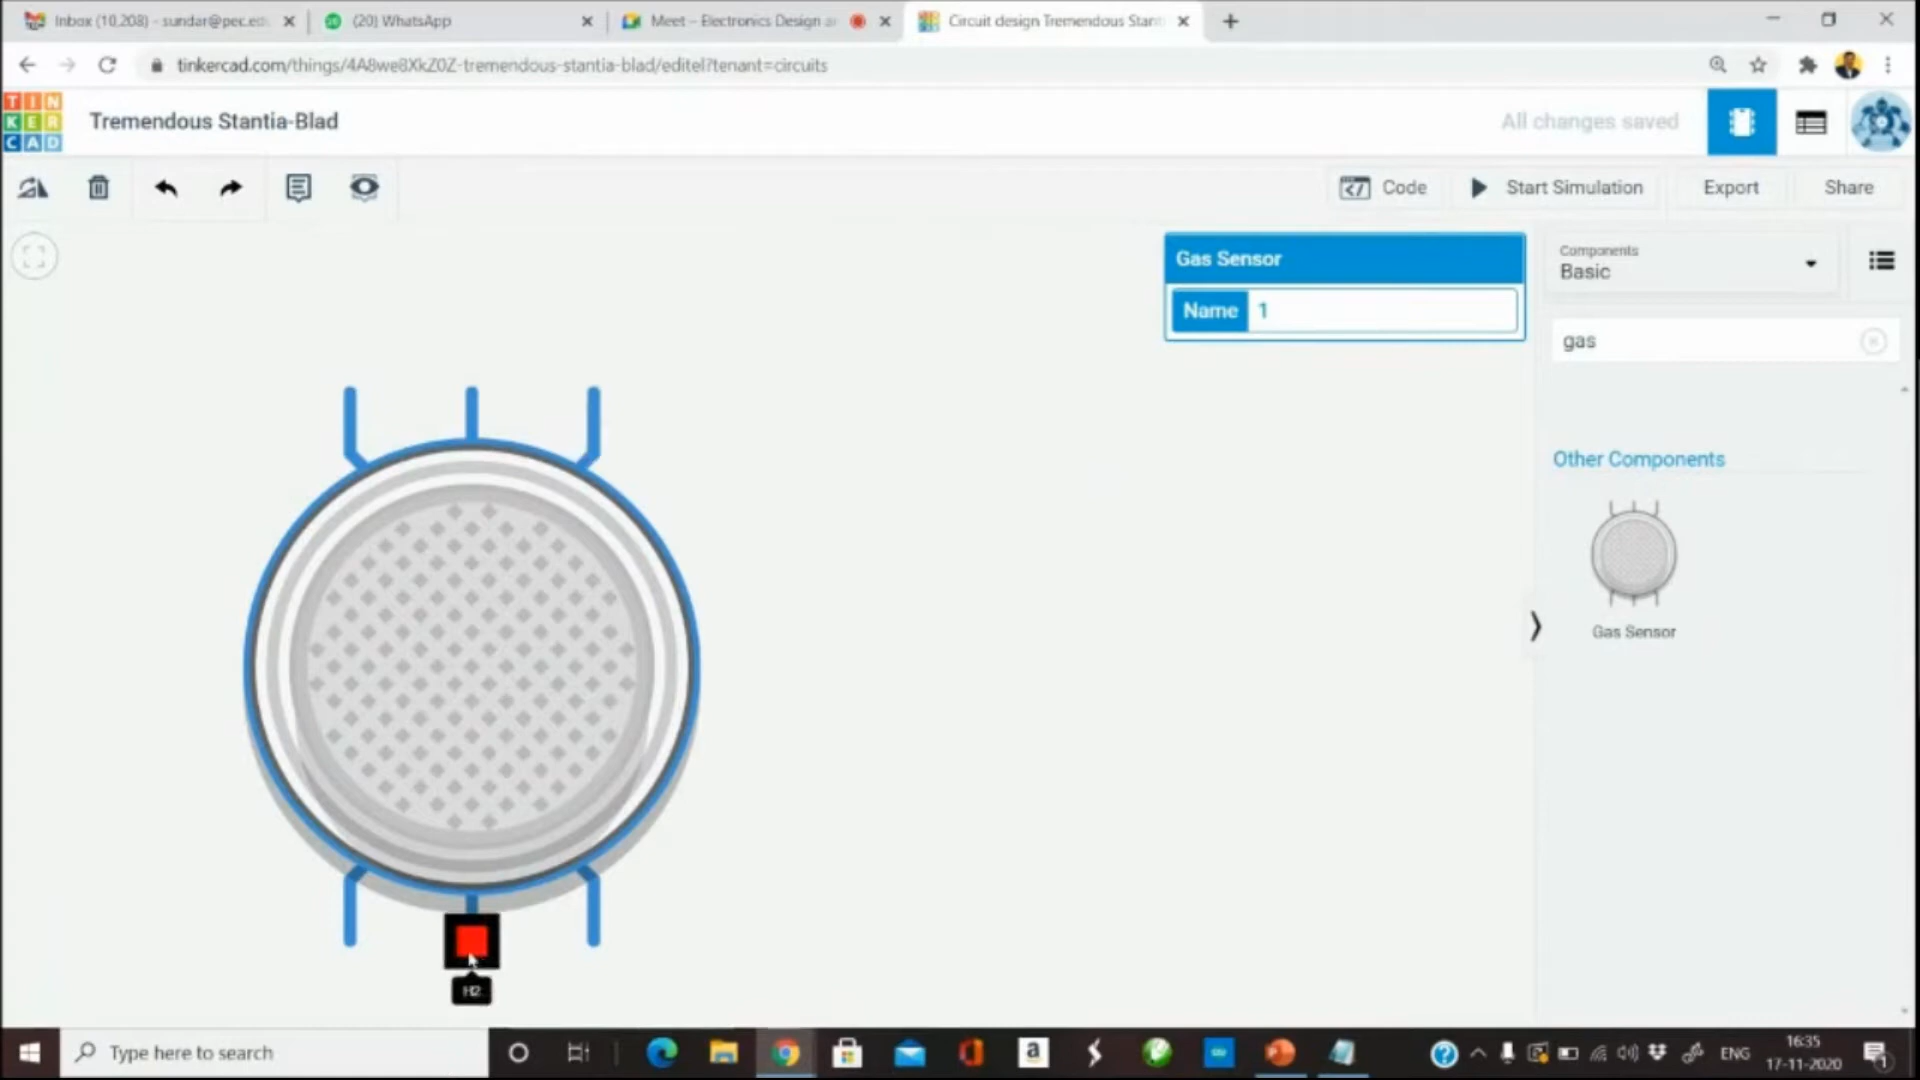 Inbox (10,208) - sundar@pec.ed
(20) WhatsApp
Meet – Electronics Design a
Circuit design Tremendous Stant
tinkercad.com/things/4A8we8XkZ0Z-tremendous-stantia-blad/editel?tenant=circuits
TIN
KER
CAD
Tremendous Stantia-Blad
All changes saved
Code
Start Simulation
Export
Share
Gas Sensor
Name 1
Components
Basic
gas
Other Components
Gas Sensor
H2
Type here to search
ENG
16:35
17-11-2020
1